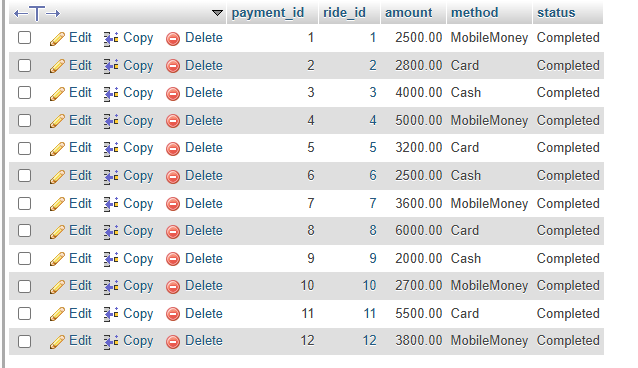 payment_id ride_id amount method status
Edit Copy Delete 1 1 2500.00 MobileMoney Completed
Edit Copy Delete 2 2 2800.00 Card Completed
Edit Copy Delete 3 3 4000.00 Cash Completed
Edit Copy Delete 4 4 5000.00 MobileMoney Completed
Edit Copy Delete 5 5 3200.00 Card Completed
Edit Copy Delete 6 6 2500.00 Cash Completed
Edit Copy Delete 7 7 3600.00 MobileMoney Completed
Edit Copy Delete 8 8 6000.00 Card Completed
Edit Copy Delete 9 9 2000.00 Cash Completed
Edit Copy Delete 10 10 2700.00 MobileMoney Completed
Edit Copy Delete 11 11 5500.00 Card Completed
Edit Copy Delete 12 12 3800.00 MobileMoney Completed